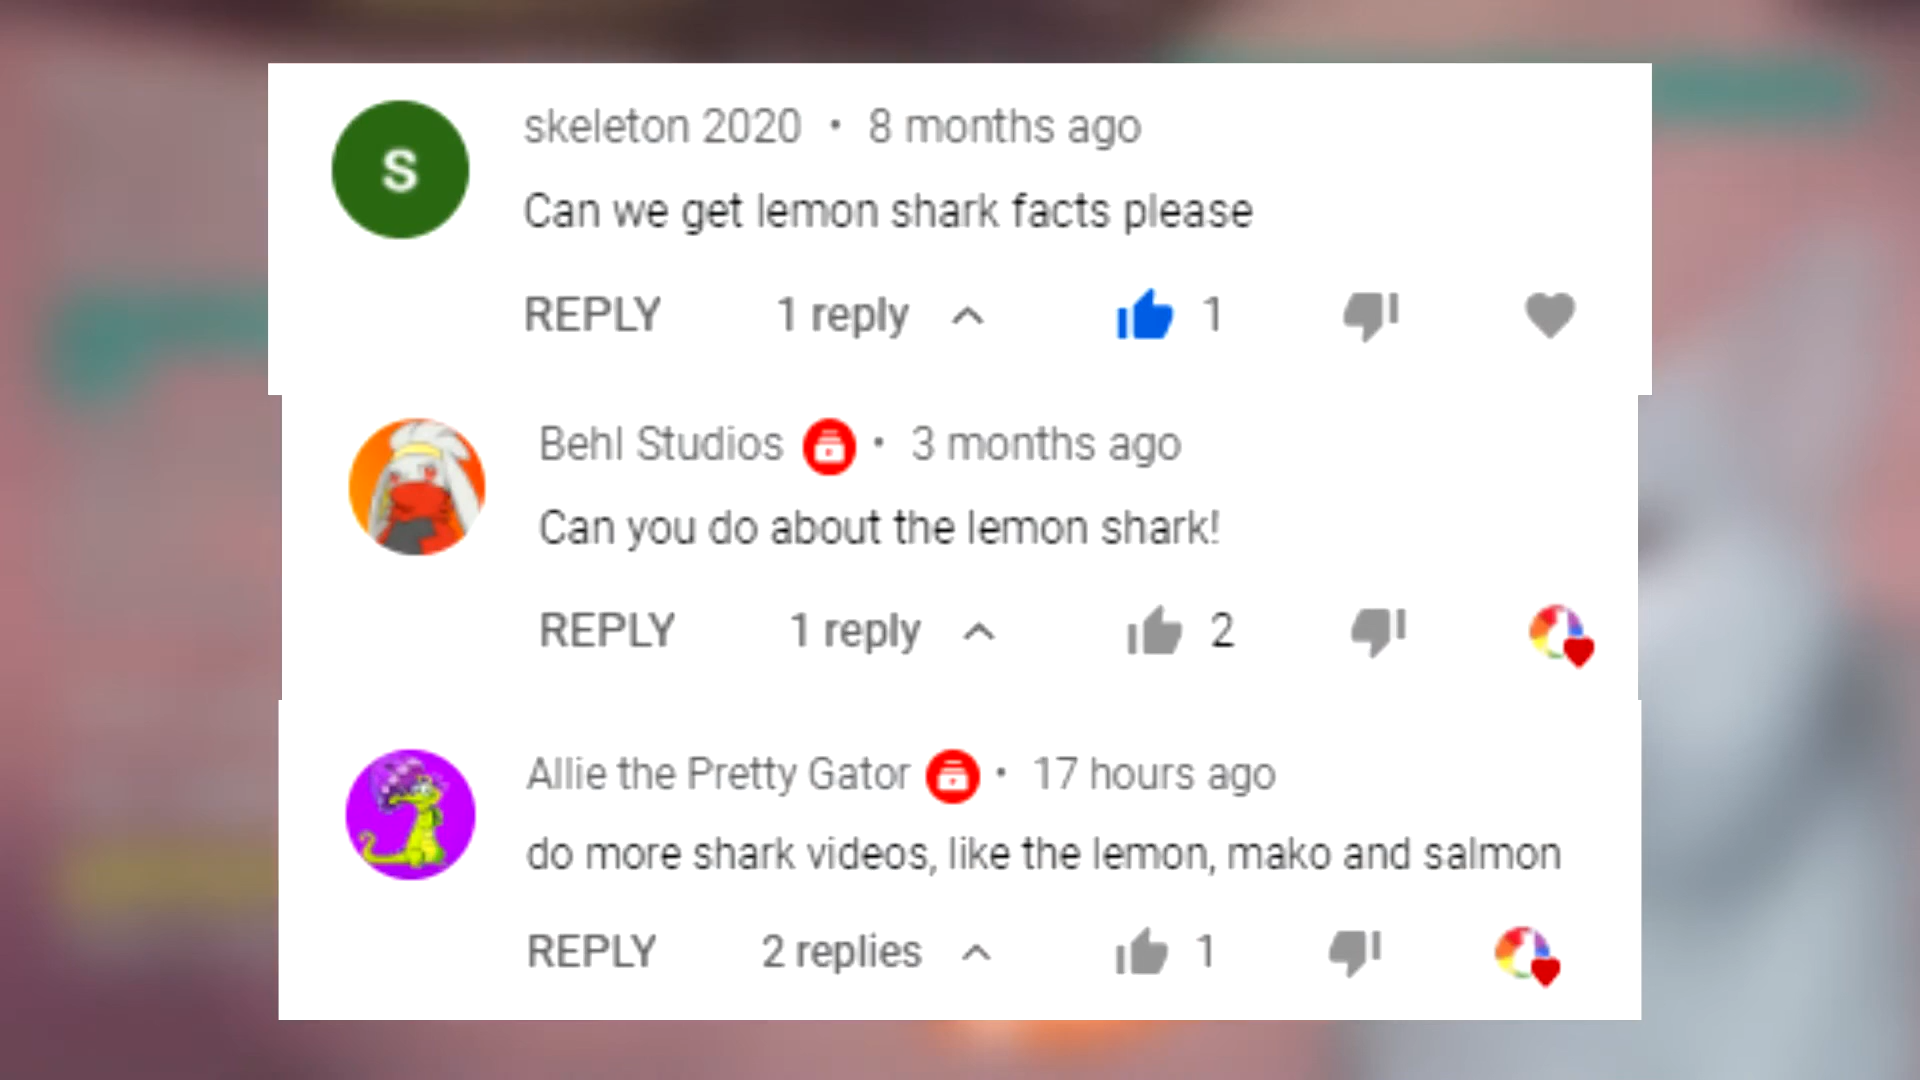 S
skeleton 2020 • 8 months ago
Can we get lemon shark facts please
REPLY 1 reply 1
Behl Studios • 3 months ago
Can you do about the lemon shark!
REPLY 1 reply 2
Allie the Pretty Gator • 17 hours ago
do more shark videos, like the lemon, mako and salmon
REPLY 2 replies 1